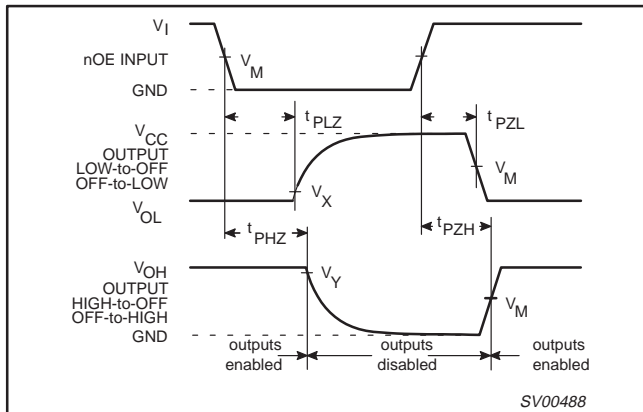 VI
nOE INPUT
VM
GND
tPLZ
tPZL
VCC
OUTPUT
LOW-to-OFF
OFF-to-LOW
VM
VX
VOL
tPHZ
tPZH
VOH
VY
OUTPUT
HIGH-to-OFF
OFF-to-HIGH
VM
GND
outputs
enabled
outputs
disabled
outputs
enabled
SV00488